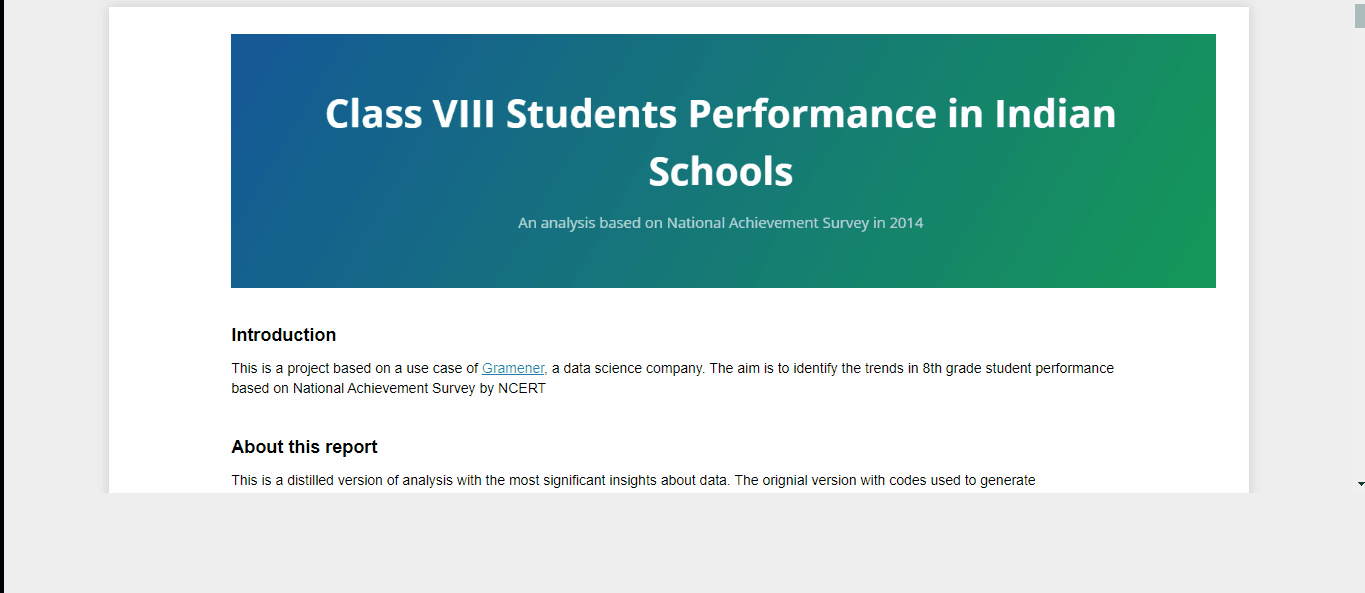 Class VIII Students Performance in Indian
Schools
An analysis based on National Achievement Survey in 2014
Introduction
This is a project based on a use case of Gramener, a data science company. The aim is to identify the trends in 8th grade student performance
based on National Achievement Survey by NCERT
About this report
This is a distilled version of analysis with the most significant insights about data. The orignial version with codes used to generate